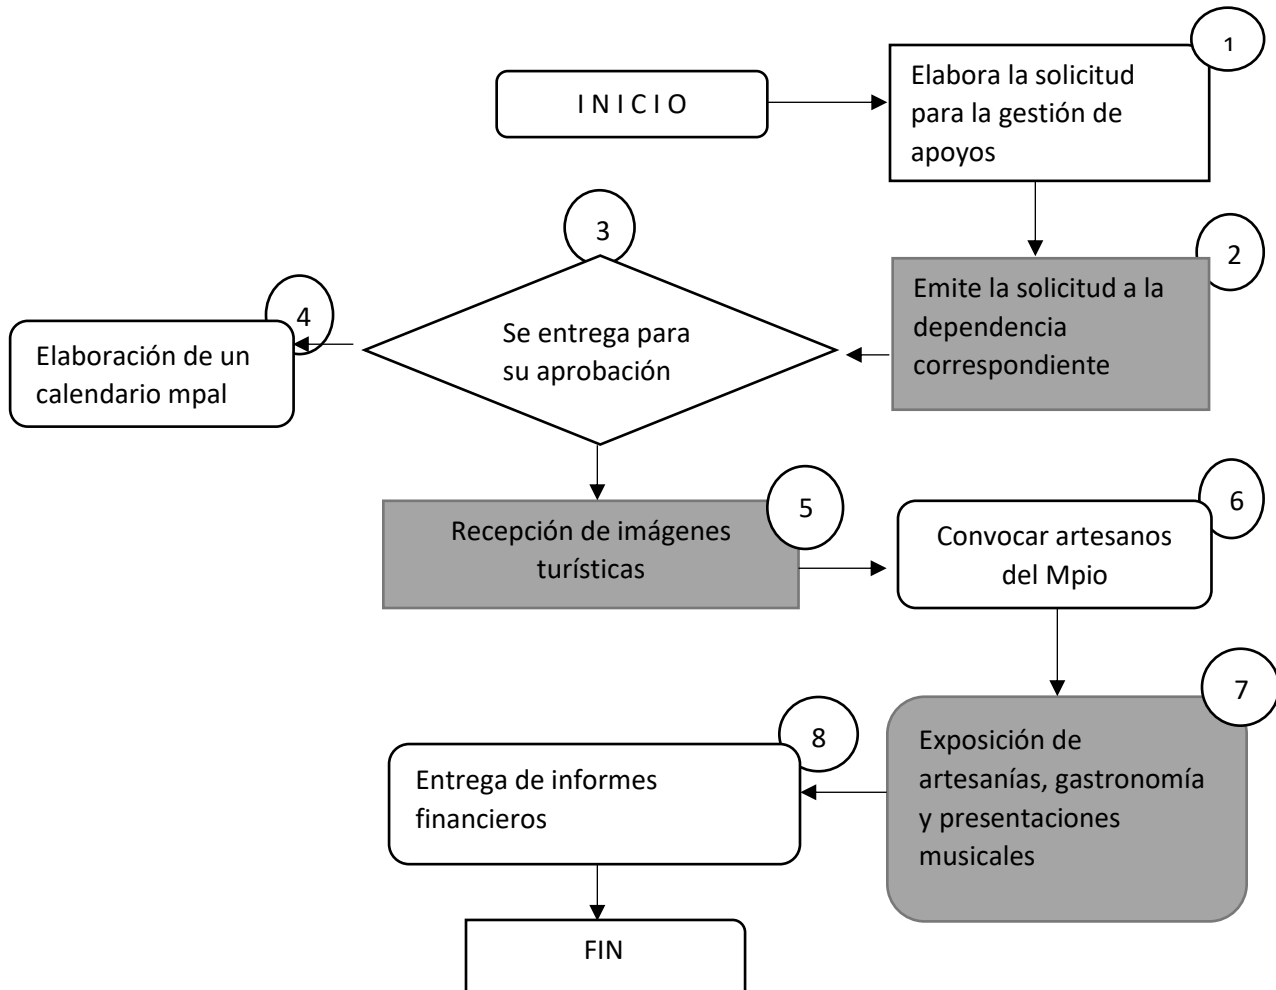 I N I C I O
1
Elabora la solicitud
para la gestión de
apoyos
2
Emite la solicitud a la
dependencia
correspondiente
3
Se entrega para
su aprobación
4
Elaboración de un
calendario mpal
5
Recepción de imágenes
turísticas
6
Convocar artesanos
del Mpio
7
Exposición de
artesanías, gastronomía
y presentaciones
musicales
8
Entrega de informes
financieros
FIN